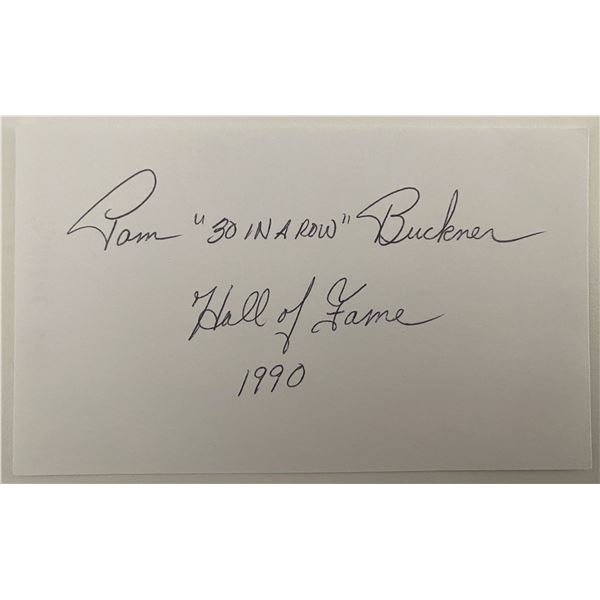 Pam "30 IN A ROW" Buckner
Hall of Fame
1990